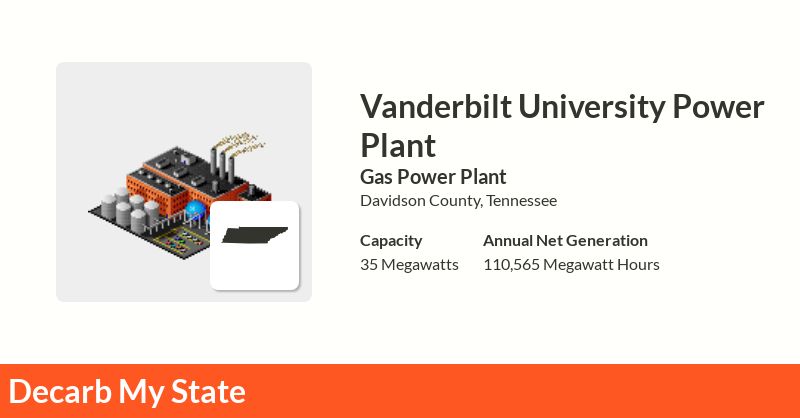 Vanderbilt University Power
Plant
Gas Power Plant
Davidson County, Tennessee
Capacity
Annual Net Generation
35 Megawatts
110,565 Megawatt Hours
Decarb My State